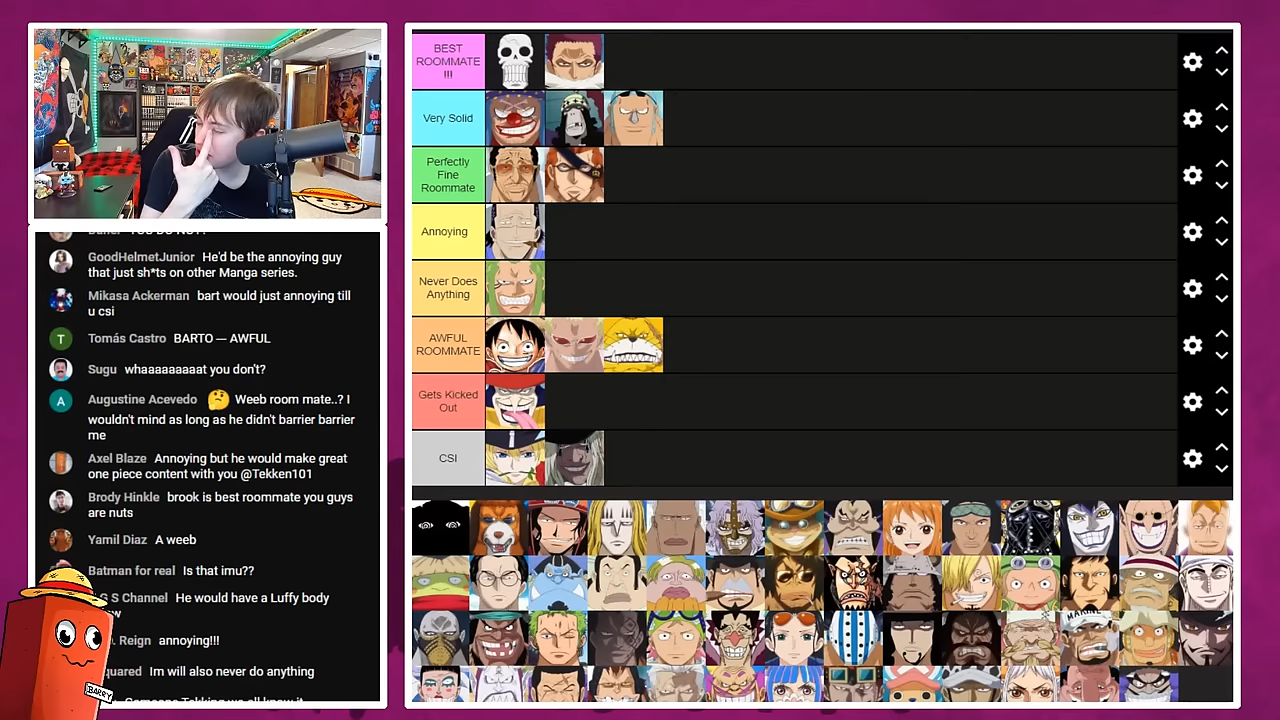 BEST
ROOMMATE
!!!
Very Solid
Perfectly
Fine
Roommate
Annoying
Never Does
Anything
AWFUL
ROOMMATE
Gets Kicked
Out
CSI
GoodHelmetJunior He'd be the annoying guy
that just sh*ts on other Manga series.
Mikasa Ackerman bart would just annoying till
u csi
T Tomás Castro BARTO — AWFUL
Sugu whaaaaaaaaat you don't?
A Augustine Acevedo 🤔 Weeb room mate..? I
wouldn't mind as long as he didn't barrier barrier
me
Axel Blaze Annoying but he would make great
one piece content with you @Tekken101
Brody Hinkle brook is best roommate you guys
are nuts
Yamil Diaz A weeb
Batman for real Is that imu??
G S Channel He would have a Luffy body
Reign annoying!!!
quared Im will also never do anything
BARRY
MARINE